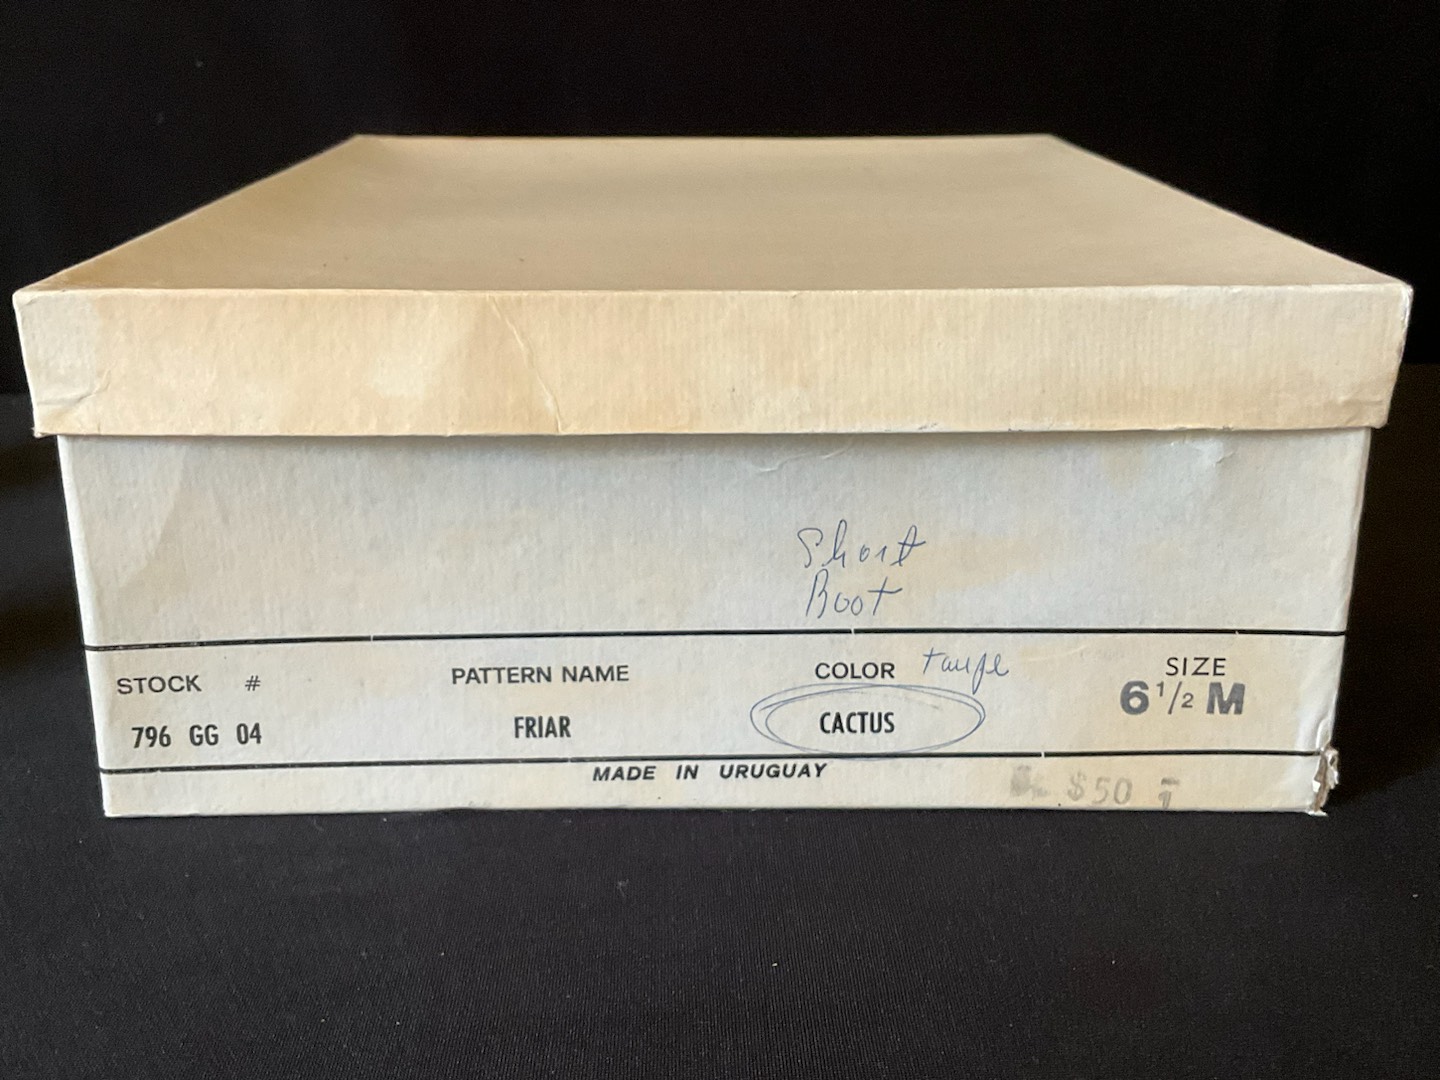 Short
Boot
STOCK #
PATTERN NAME
COLOR taupe
SIZE
796 GG 04
FRIAR
CACTUS
6 1/2 M
MADE IN URUGUAY
$50